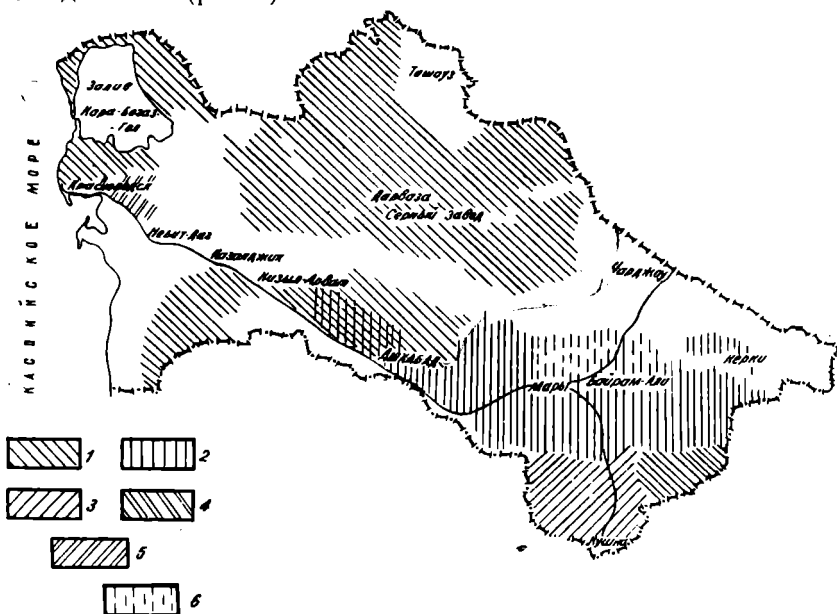 Залив
Кара-Богаз-
Гол
Ташауз
КАСПИЙСКОЕ МОРЕ
Красноводск
Дарваза
Серный Завод
Небит-Даг
Казанджик
Кизыл-Арват
Чарджоу
Ашхабад
Мары
Байрам-Али
Керки
Кушка
1
2
3
4
5
6